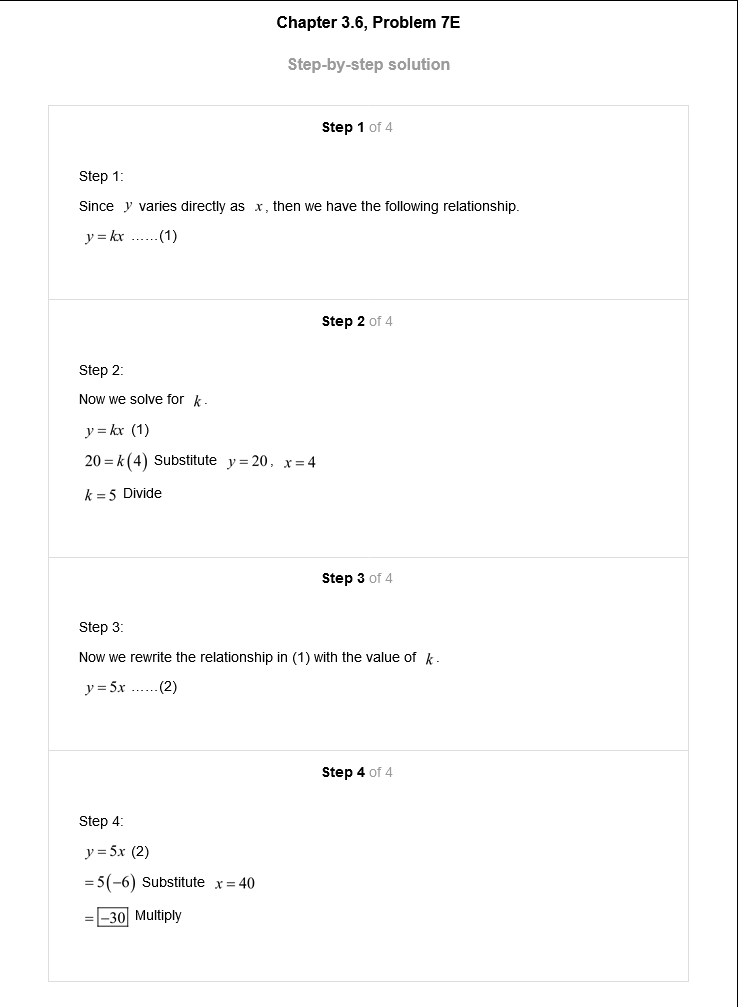 Chapter 3.6, Problem 7E
Step-by-step solution
Step 1 of 4
Step 1:
Since y varies directly as x, then we have the following relationship.
y = kx ......(1)
Step 2 of 4
Step 2:
Now we solve for k.
y = kx (1)
20 = k(4) Substitute y = 20, x = 4
k = 5 Divide
Step 3 of 4
Step 3:
Now we rewrite the relationship in (1) with the value of k.
y = 5x ......(2)
Step 4 of 4
Step 4:
y = 5x (2)
= 5(−6) Substitute x = 40
= −30 Multiply